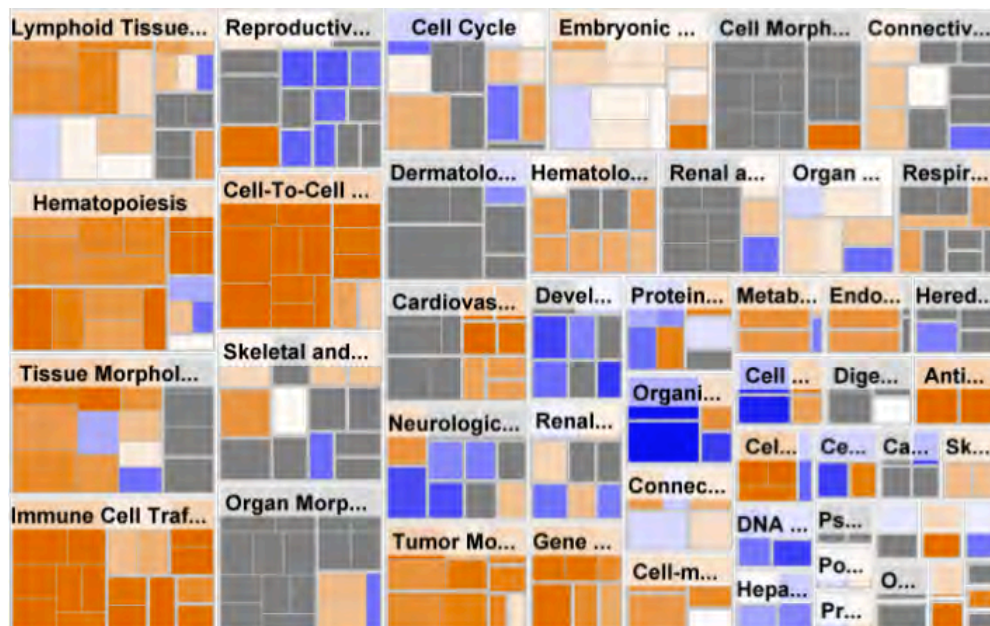 Lymphoid Tissue...
Reproductiv...
Cell Cycle
Embryonic ...
Cell Morph...
Connectiv...
Dermatolo...
Hematolo...
Renal a...
Organ ...
Respir...
Hematopoiesis
Cell-To-Cell ...
Cardiovas...
Devel...
Protein...
Metab...
Endo...
Hered...
Tissue Morphol...
Skeletal and...
Organi...
Cell ...
Dige...
Anti...
Neurologic...
Renal...
Cel...
Ce...
Ca...
Sk...
Connec...
Immune Cell Traf...
Organ Morp...
Tumor Mo...
Gene ...
Cell-m...
DNA ...
Ps...
Po...
O...
Hepa...
Pr...